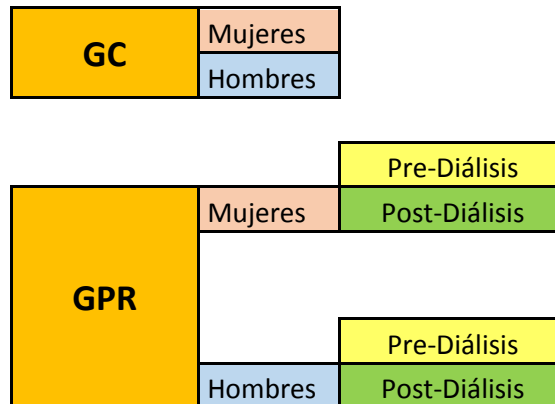 GC
Mujeres
Hombres
Pre-Diálisis
Mujeres
Post-Diálisis
GPR
Pre-Diálisis
Hombres
Post-Diálisis